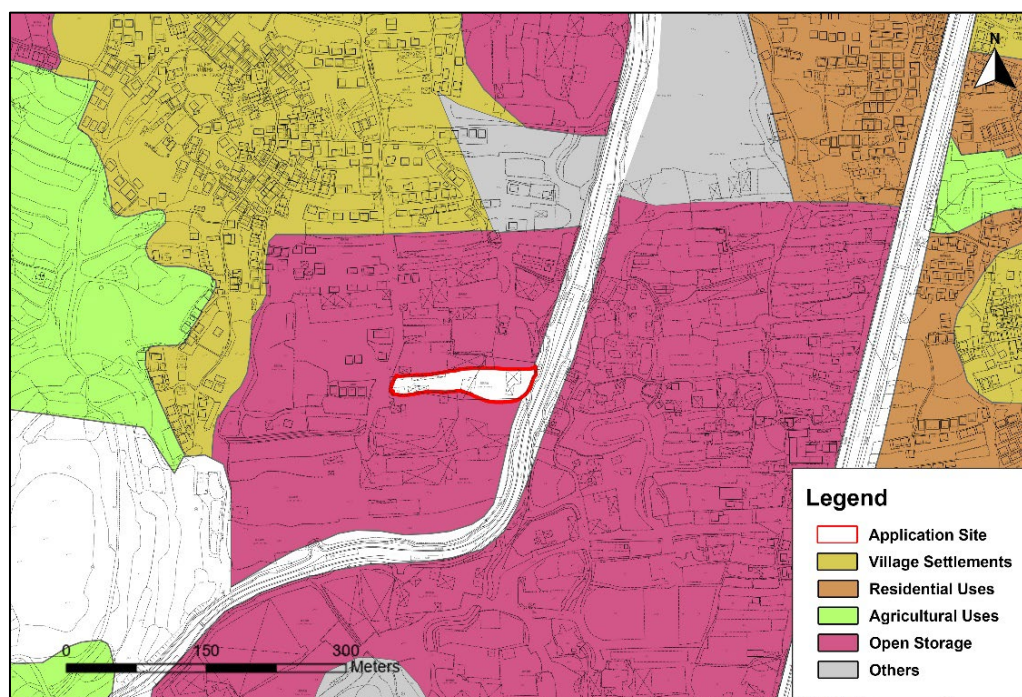 N
0
150
300
Meters
Legend
Application Site
Village Settlements
Residential Uses
Agricultural Uses
Open Storage
Others